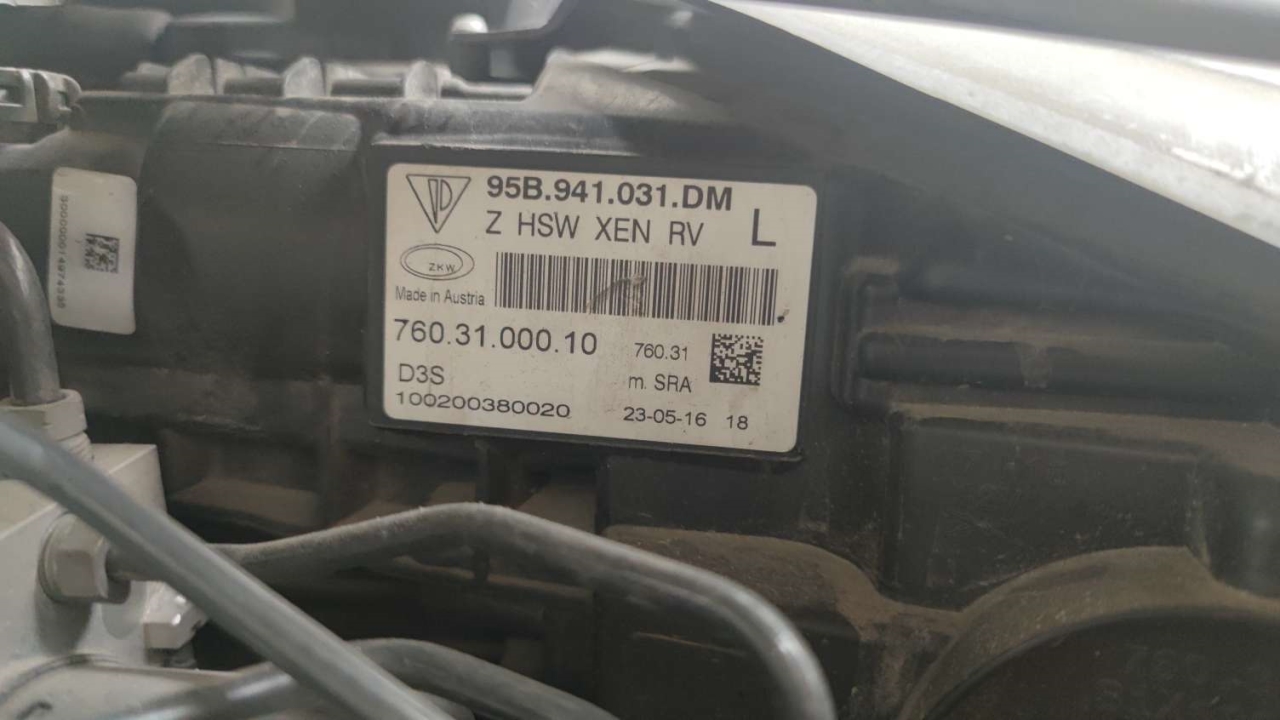 95B.941.031.DM
Z HSW XEN RV L
ZKW
Made in Austria
760.31.000.10
760.31
D3S
m. SRA
100200380020
23-05-16 18